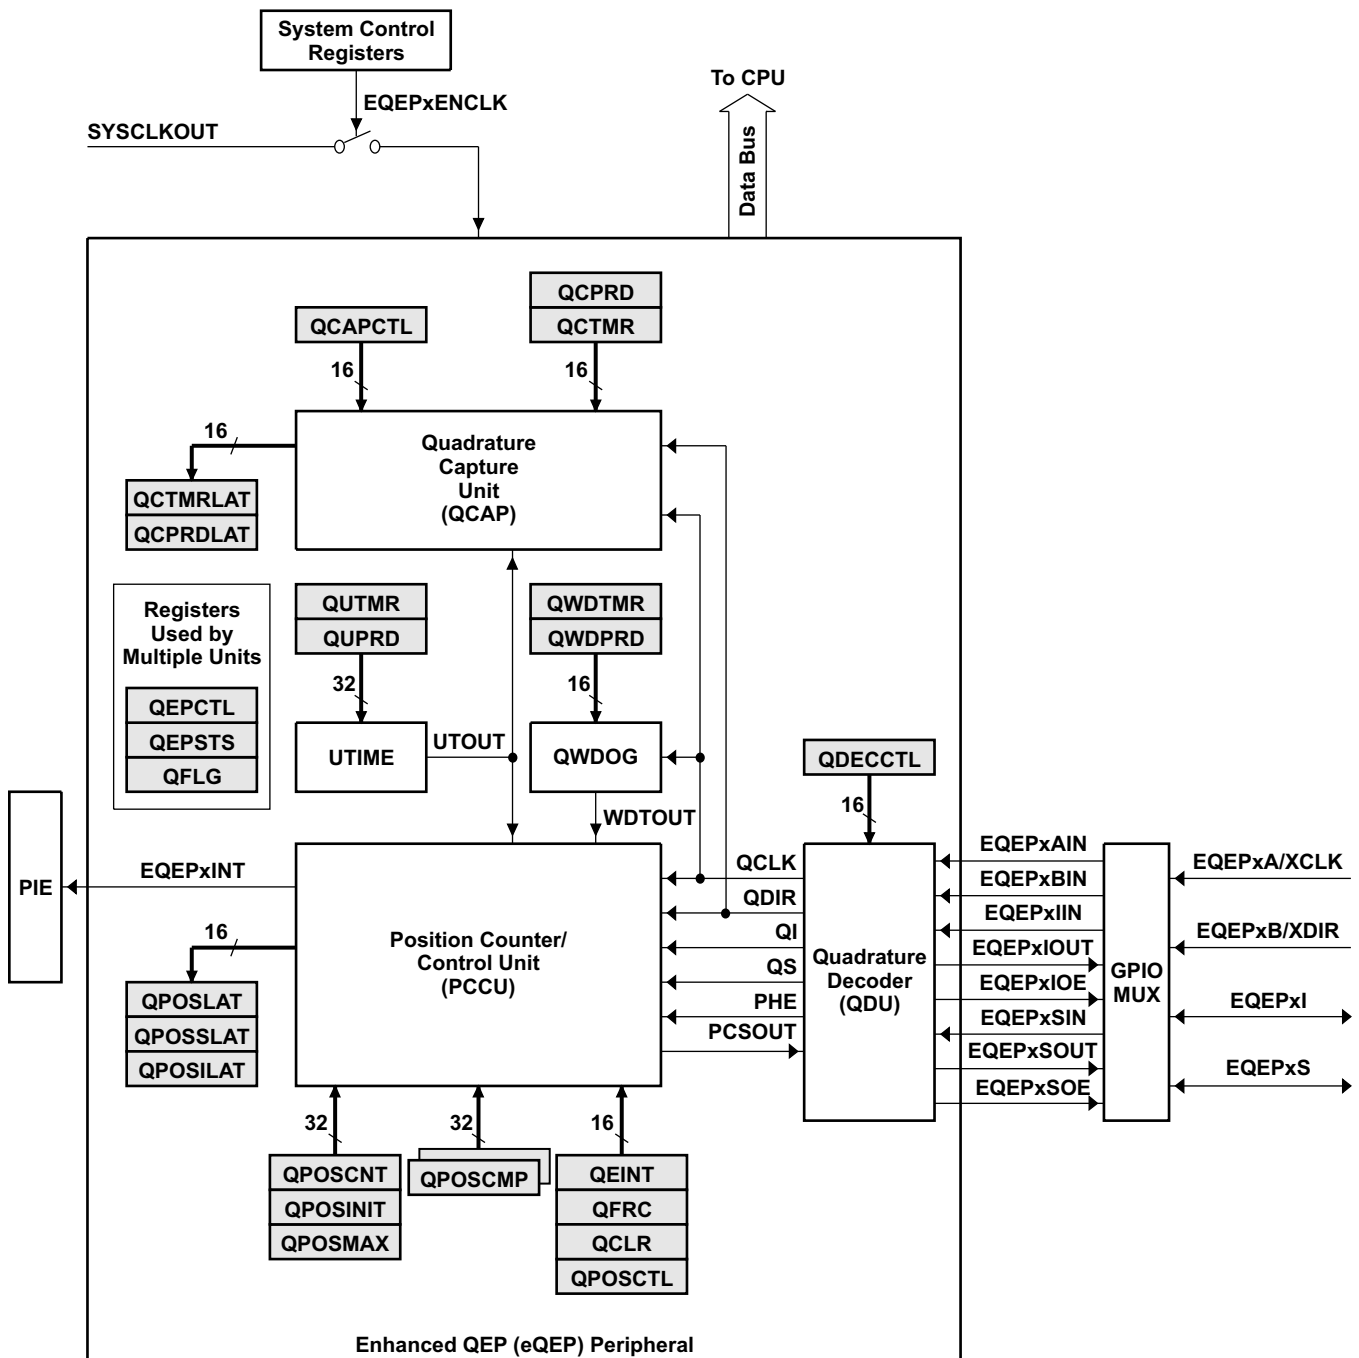 System Control
Registers
To CPU
EQEPxENCLK
SYSCLKOUT
Data Bus
QCPRD
QCAPCTL
QCTMR
16
16
16
Quadrature
Capture
Unit
(QCAP)
QCTMRLAT
QCPRDLAT
Registers
Used by
Multiple Units
QEPCTL
QEPSTS
QFLG
QUTMR
QUPRD
QWDTMR
QWDPRD
32
16
UTIME
UTOUT
QWDOG
QDECCTL
WDTOUT
16
PIE
EQEPxINT
16
Position Counter/
Control Unit
(PCCU)
QCLK
QDIR
QI
QS
PHE
PCSOUT
Quadrature
Decoder
(QDU)
EQEPxAIN
EQEPxBIN
EQEPxIIN
EQEPxIOUT
EQEPxIOE
EQEPxSIN
EQEPxSOUT
EQEPxSOE
GPIO
MUX
EQEPxA/XCLK
EQEPxB/XDIR
EQEPxI
EQEPxS
QPOSLAT
QPOSSLAT
QPOSILAT
32
32
16
QPOSCNT
QPOSINIT
QPOSMAX
QPOSCMP
QEINT
QFRC
QCLR
QPOSCTL
Enhanced QEP (eQEP) Peripheral